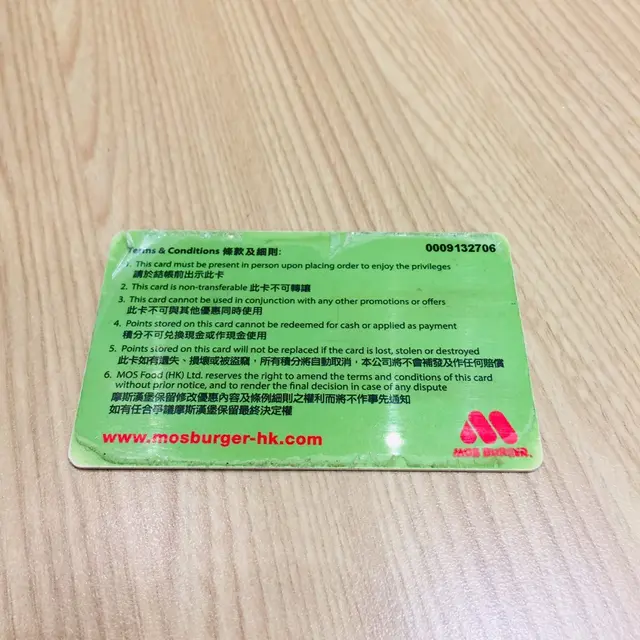 Terms & Conditions 條款及細則:
0009132706
1. This card must be present in person upon placing order to enjoy the privileges
請於結帳前出示此卡
2. This card is non-transferable 此卡不可轉讓
3. This card cannot be used in conjunction with any other promotions or offers
此卡不可與其他優惠同時使用
4. Points stored on this card cannot be redeemed for cash or applied as payment
積分不可兌換現金或作現金使用
5. Points stored on this card will not be replaced if the card is lost, stolen or destroyed
此卡如有遺失、損壞或被盜竊，所有積分將自動取消，本公司將不會補發及作任何賠償
6. MOS Food (HK) Ltd. reserves the right to amend the terms and conditions of this card
without prior notice, and to render the final decision in case of any dispute
摩斯漢堡保留修改優惠內容及條例細則之權利而將不作事先通知
如有任合爭議摩斯漢堡保留最終決定權
www.mosburger-hk.com
MOS BURGER